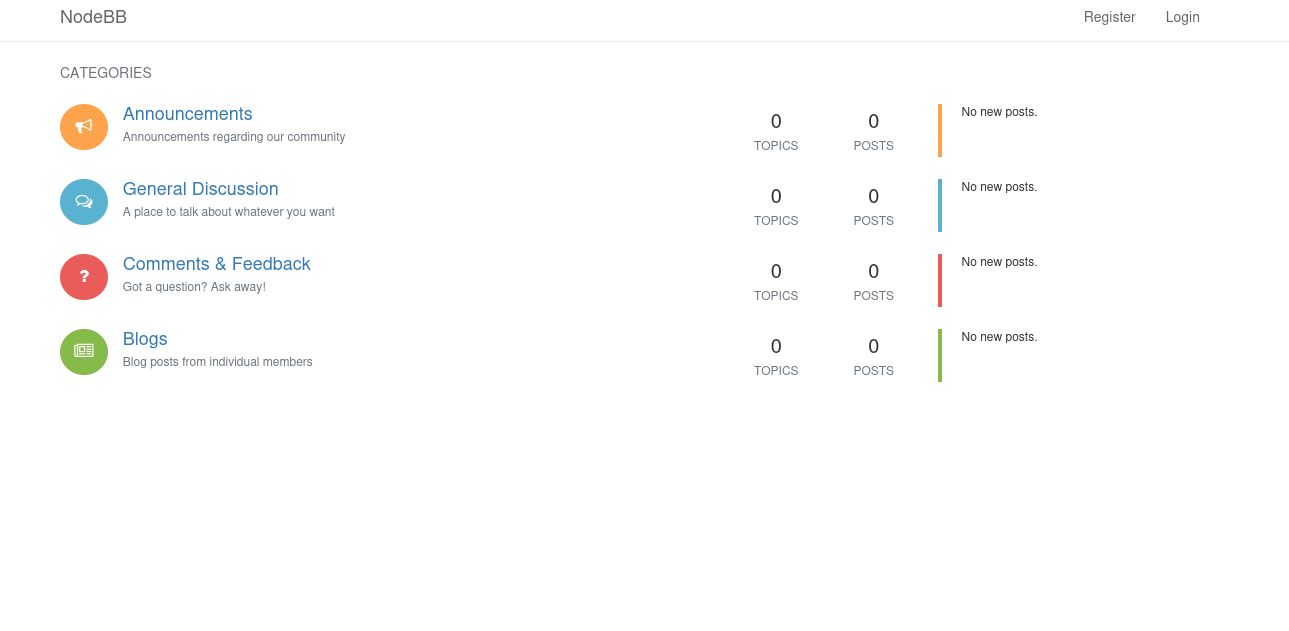 NodeBB Register Login
CATEGORIES
Announcements
Announcements regarding our community
0 TOPICS
0 POSTS
No new posts.
General Discussion
A place to talk about whatever you want
0 TOPICS
0 POSTS
No new posts.
Comments & Feedback
Got a question? Ask away!
0 TOPICS
0 POSTS
No new posts.
Blogs
Blog posts from individual members
0 TOPICS
0 POSTS
No new posts.